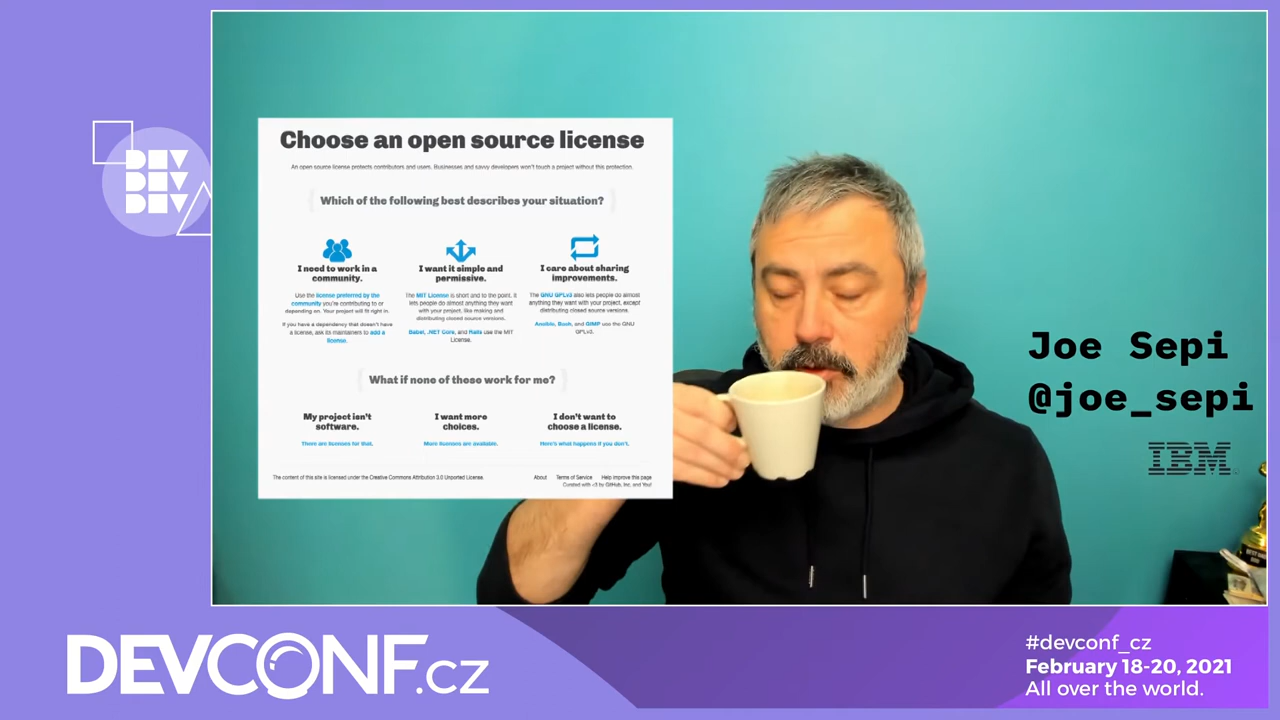 DEV
DEV
DEV
Choose an open source license
An open source license protects contributors and users. Businesses and savvy developers won't touch a project without this protection.
Which of the following best describes your situation?
I need to work in a
community.
Use the license preferred by the
community you're contributing to or
depending on. Your project will fit right in.
If you have a dependency that doesn't have
a license, ask its maintainers to add a
license.
I want it simple and
permissive.
The MIT License is short and to the point. It
lets people do almost anything they want
with your project, like making and
distributing closed source versions.
Babel, .NET Core, and Rails use the MIT
License.
I care about sharing
improvements.
The GNU GPLv3 also lets people do almost
anything they want with your project, except
distributing closed source versions.
Ansible, Bash, and GIMP use the GNU
GPLv3.
What if none of these work for me?
My project isn't
software.
There are licenses for that.
I want more
choices.
More licenses are available.
I don't want to
choose a license.
Here's what happens if you don't.
The content of this site is licensed under the Creative Commons Attribution 3.0 Unported License.
About Terms of Service Help improve this page
Curated with <3 by GitHub, Inc. and You!
Joe Sepi
@joe_sepi
IBM
DEVCONF.cz
#devconf_cz
February 18-20, 2021
All over the world.